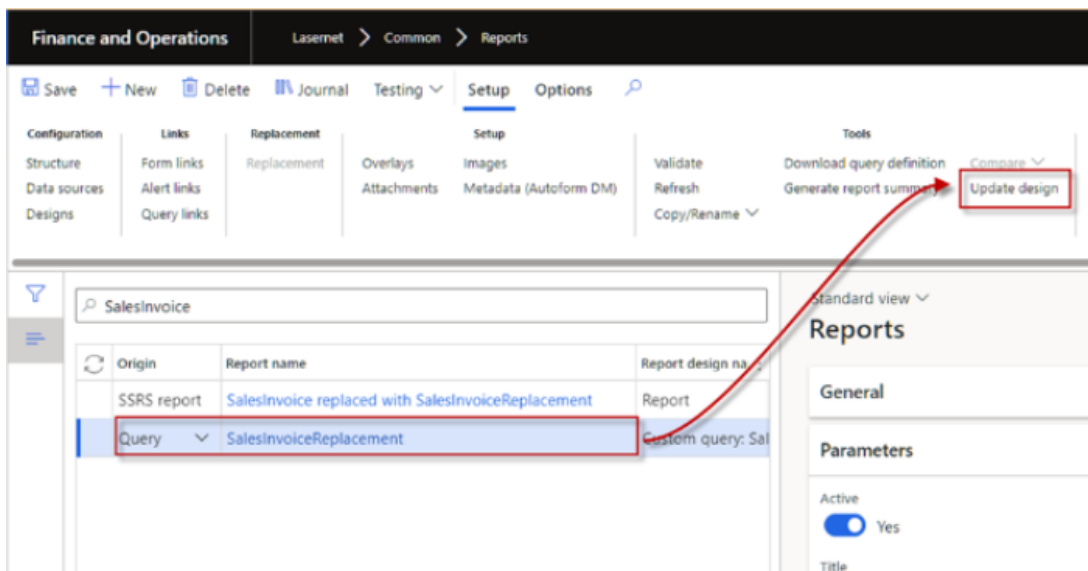 Finance and Operations Lasernet > Common > Reports
Save + New Delete Journal Testing Setup Options
Configuration Links Replacement Setup Tools
Structure Form links Replacement Overlays Images Validate Download query definition Compare
Data sources Alert links Attachments Metadata (Autoform DM) Refresh Generate report summary Update design
Designs Query links Copy/Rename
SalesInvoice
Standard view
Reports
Origin Report name Report design na
SSRS report SalesInvoice replaced with SalesInvoiceReplacement Report
General
Query SalesInvoiceReplacement Custom query: Sal
Parameters
Active
Yes
Title